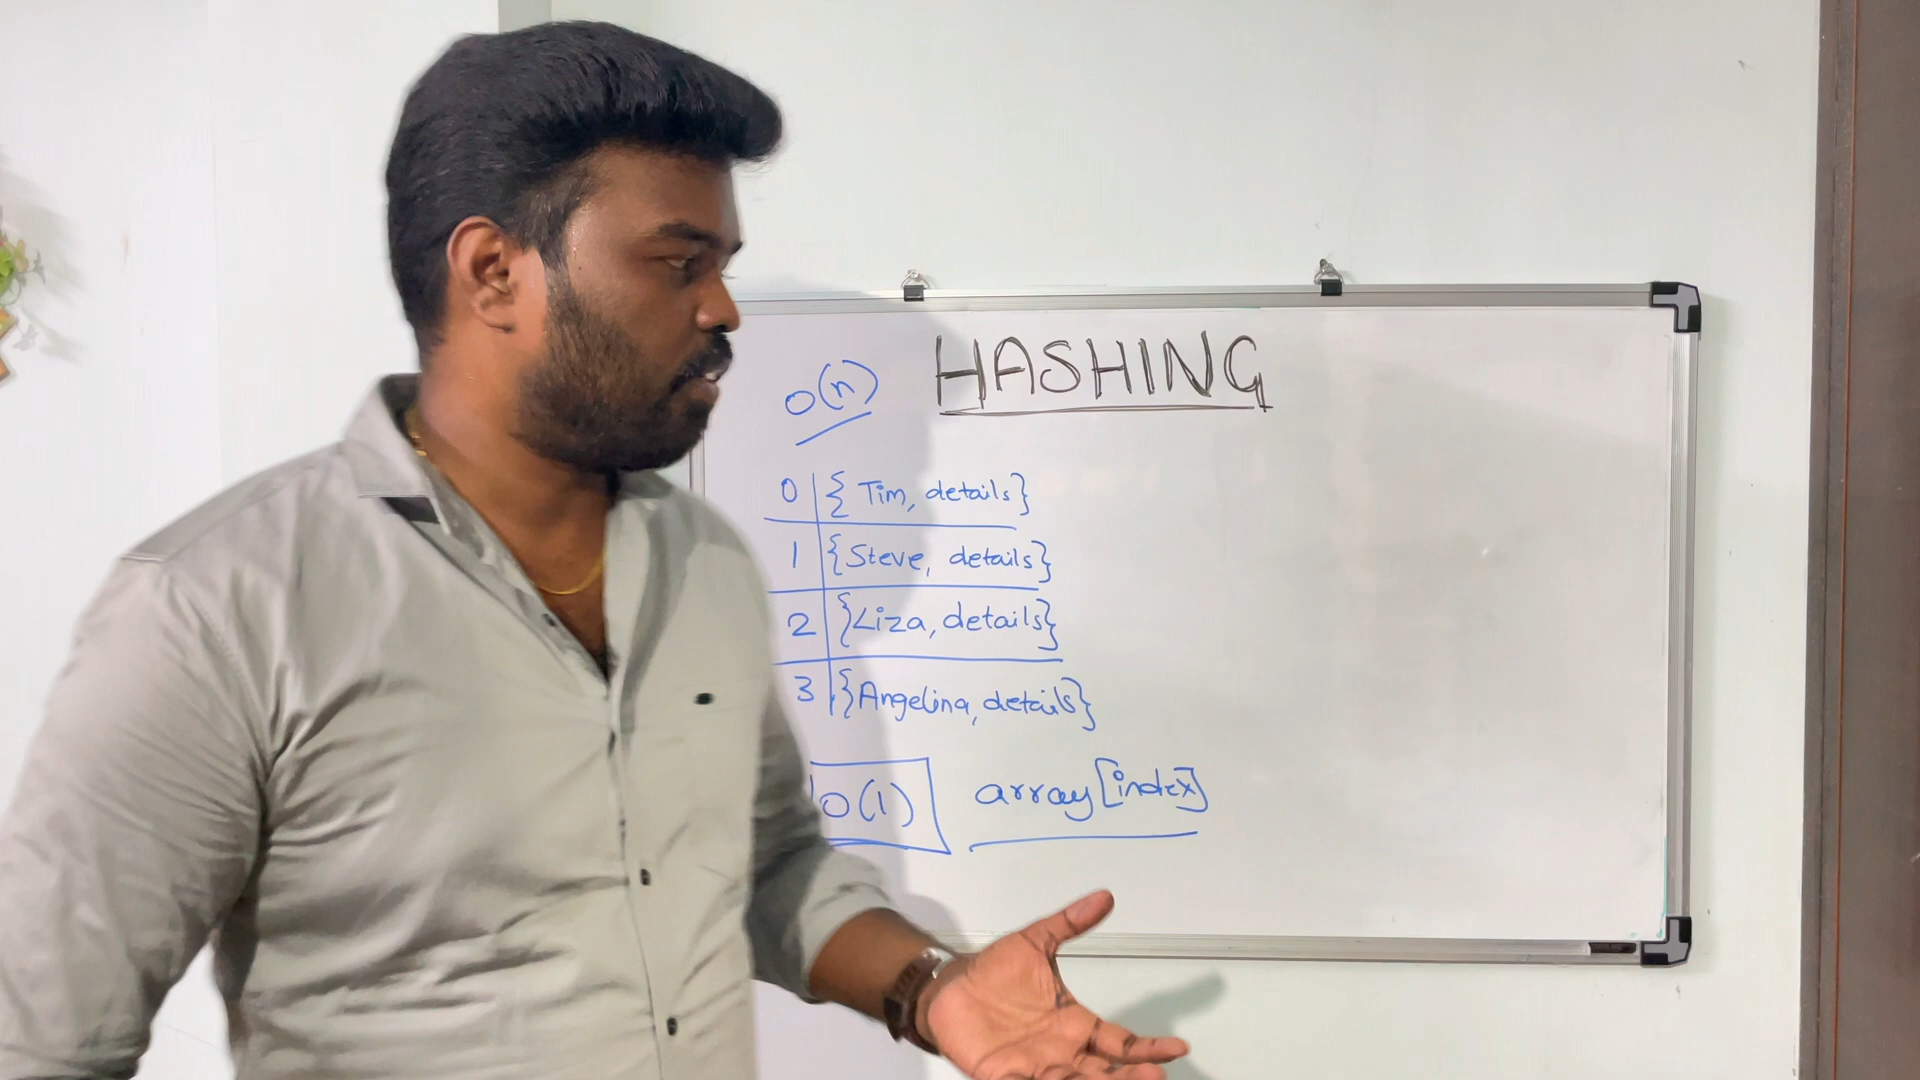 HASHING
O(n)
0 { Tim, details}
1 {Steve, details}
2 {Liza, details}
3 {Angelina, details}
O(1) array[index]